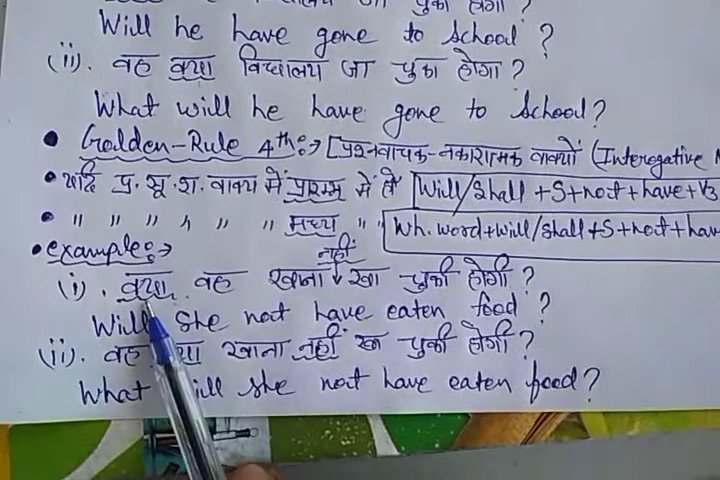 जा चुका होगा ?
Will he have gone to School ?
(ii). वह क्या विद्यालय जा चुका होगा ?
What will he have gone to School?
• Golden-Rule 4th:→ [प्रश्नवाचक-नकारात्मक वाक्यों (Interogative
• यदि प्र.सू.श. वाक्य में प्रारम्भ में हो Will/Shall+S+not+have+V3
• " " " " " " मध्य " " Wh.word+will/shall+S+not+hav
• example:→
(i). क्या वह खाना नहीं खा चुकी होगी ?
Will She not have eaten food ?
(ii). वह खाना नहीं खा चुकी होगी ?
What she not have eaten food?